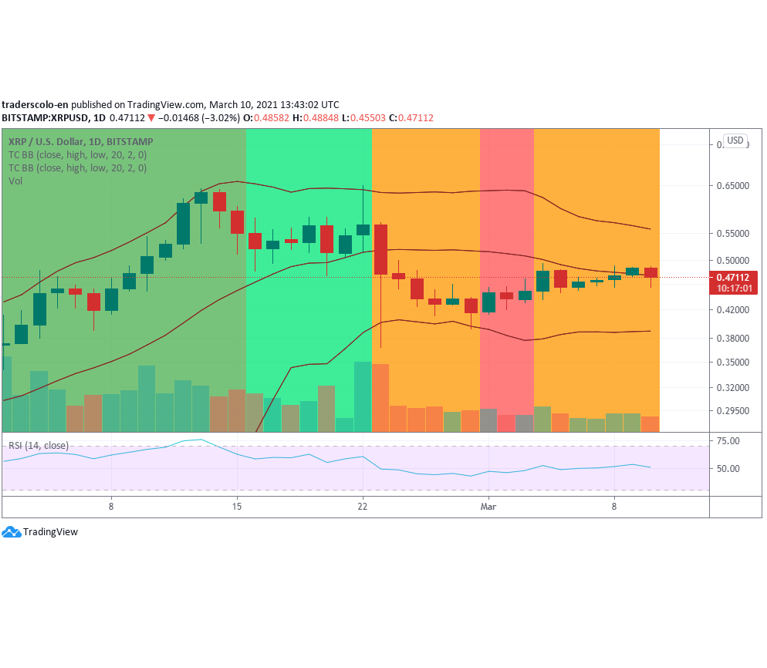 traderscolo-en published on TradingView.com, March 10, 2021 13:43:02 UTC
BITSTAMP:XRPUSD, 1D 0.47112 ▼ −0.01468 (−3.02%) O:0.48582 H:0.48848 L:0.45503 C:0.47112
XRP / U.S. Dollar, 1D, BITSTAMP
USD
TC BB (close, high, low, 20, 2, 0)
TC BB (close, high, low, 20, 2, 0)
Vol
0.65000
0.55000
0.50000
0.47112
10:17:01
0.42000
0.38000
0.35000
0.32000
0.29500
RSI (14, close)
75.00
50.00
8 15 22 Mar 8
TradingView